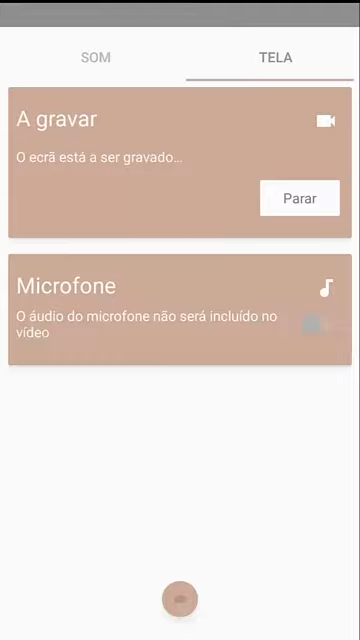 SOM
TELA
A gravar
O ecrã está a ser gravado...
Parar
Microfone
O áudio do microfone não será incluído no
vídeo